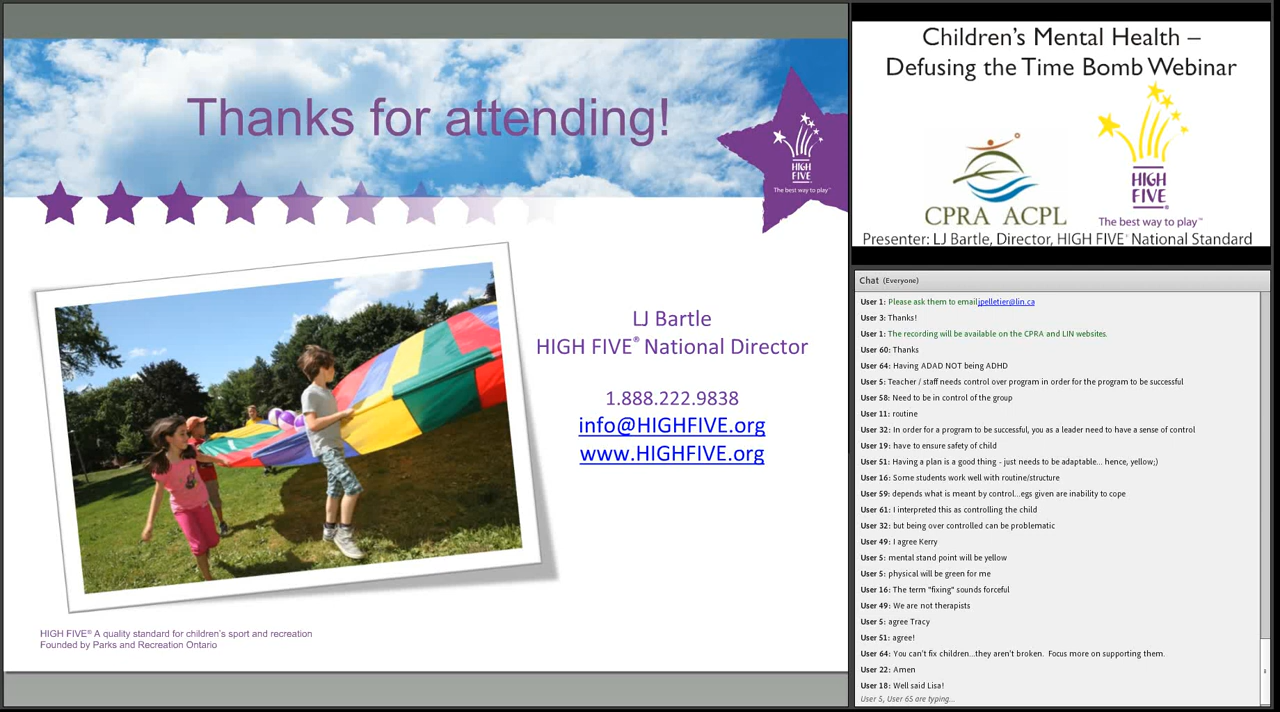 Thanks for attending!
HIGH
FIVE
The best way to play™
LJ Bartle
HIGH FIVE® National Director
1.888.222.9838
info@HIGHFIVE.org
www.HIGHFIVE.org
HIGH FIVE® A quality standard for children's sport and recreation
Founded by Parks and Recreation Ontario
Children's Mental Health –
Defusing the Time Bomb Webinar
CPRA ACPL
HIGH
FIVE®
The best way to play™
Presenter: LJ Bartle, Director, HIGH FIVE® National Standard
Chat (Everyone)
User 1: Please ask them to emailjpelletier@lin.ca
User 3: Thanks!
User 1: The recording will be available on the CPRA and LIN websites.
User 60: Thanks
User 64: Having ADAD NOT being ADHD
User 5: Teacher / staff needs control over program in order for the program to be successful
User 58: Need to be in control of the group
User 11: routine
User 32: In order for a program to be successful, you as a leader need to have a sense of control
User 19: have to ensure safety of child
User 51: Having a plan is a good thing - just needs to be adaptable... hence, yellow;)
User 16: Some students work well with routine/structure
User 59: depends what is meant by control...egs given are inability to cope
User 61: I interpreted this as controlling the child
User 32: but being over controlled can be problematic
User 49: I agree Kerry
User 5: mental stand point will be yellow
User 5: physical will be green for me
User 16: The term "fixing" sounds forceful
User 49: We are not therapists
User 5: agree Tracy
User 51: agree!
User 64: You can't fix children...they aren't broken.  Focus more on supporting them.
User 22: Amen
User 18: Well said Lisa!
User 5, User 65 are typing...